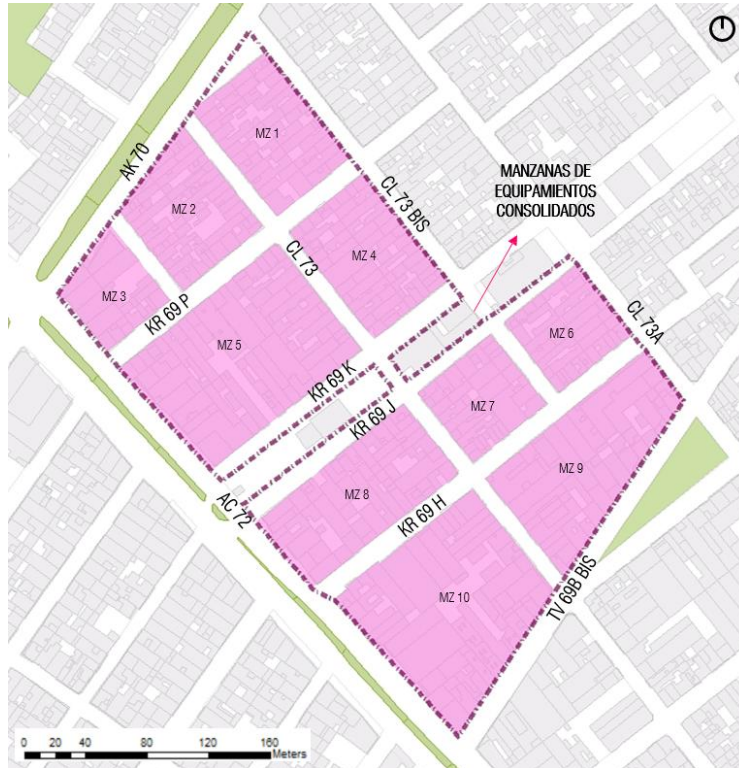 AK 70
MZ 1
MZ 2
MZ 3
CL 73 BIS
MANZANAS DE
EQUIPAMIENTOS
CONSOLIDADOS
CL 73
MZ 4
KR 69 P
MZ 5
KR 69 K
MZ 6
CL 73A
KR 69 J
MZ 7
MZ 8
MZ 9
KR 69 H
AC 72
MZ 10
TV 69B BIS
0 20 40 80 120 160
Meters